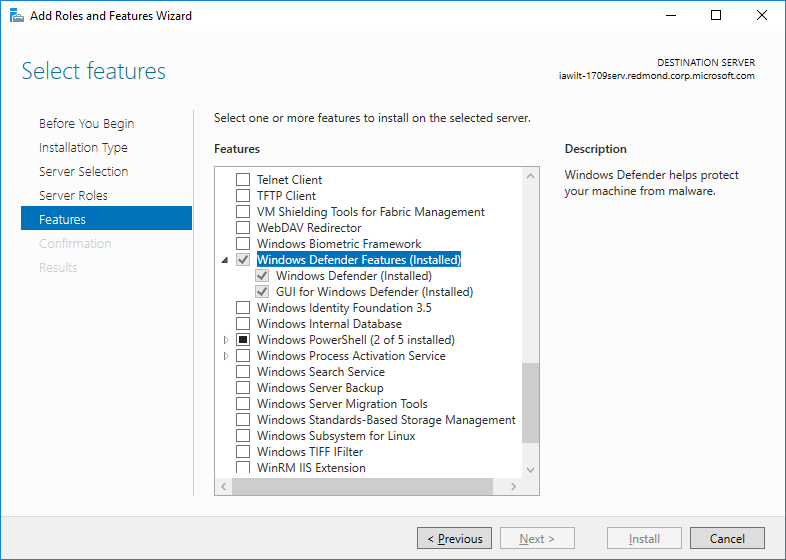 Add Roles and Features Wizard
Select features
DESTINATION SERVER
iawilt-1709serv.redmond.corp.microsoft.com
Before You Begin
Installation Type
Server Selection
Server Roles
Features
Confirmation
Results
Select one or more features to install on the selected server.
Features
Telnet Client
TFTP Client
VM Shielding Tools for Fabric Management
WebDAV Redirector
Windows Biometric Framework
Windows Defender Features (Installed)
Windows Defender (Installed)
GUI for Windows Defender (Installed)
Windows Identity Foundation 3.5
Windows Internal Database
Windows PowerShell (2 of 5 installed)
Windows Process Activation Service
Windows Search Service
Windows Server Backup
Windows Server Migration Tools
Windows Standards-Based Storage Management
Windows Subsystem for Linux
Windows TIFF IFilter
WinRM IIS Extension
Description
Windows Defender helps protect
your machine from malware.
< Previous
Next >
Install
Cancel